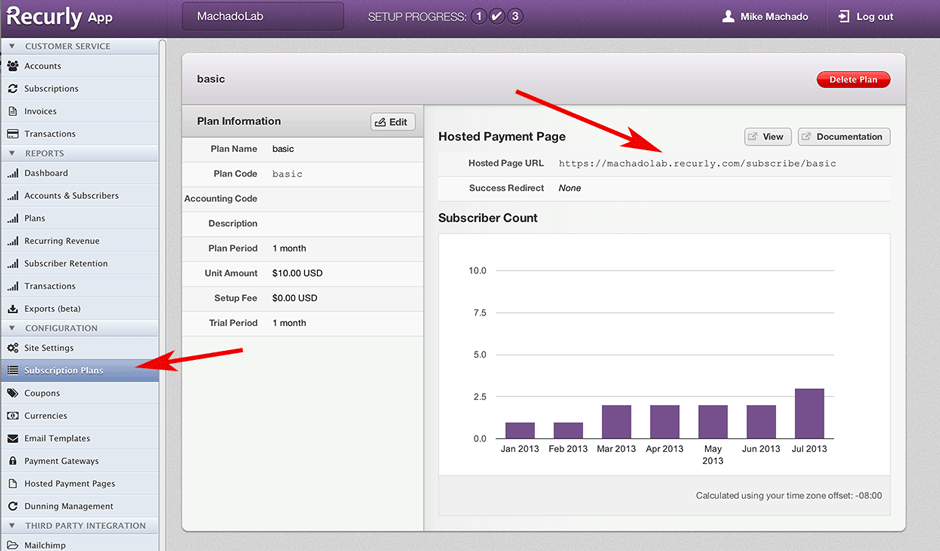 Recurly App
MachadoLab
SETUP PROGRESS: 1 3
Mike Machado
Log out
CUSTOMER SERVICE
Accounts
Subscriptions
Invoices
Transactions
REPORTS
Dashboard
Accounts & Subscribers
Plans
Recurring Revenue
Subscriber Retention
Transactions
Exports (beta)
CONFIGURATION
Site Settings
Subscription Plans
Coupons
Currencies
Email Templates
Payment Gateways
Hosted Payment Pages
Dunning Management
THIRD PARTY INTEGRATION
Mailchimp
basic
Delete Plan
Plan Information
Edit
Plan Name basic
Plan Code basic
Accounting Code
Description
Plan Period 1 month
Unit Amount $10.00 USD
Setup Fee $0.00 USD
Trial Period 1 month
Hosted Payment Page
View
Documentation
Hosted Page URL https://machadolab.recurly.com/subscribe/basic
Success Redirect None
Subscriber Count
10.0
7.5
5.0
2.5
0.0
Jan 2013 Feb 2013 Mar 2013 Apr 2013 May 2013 Jun 2013 Jul 2013
Calculated using your time zone offset: -08:00